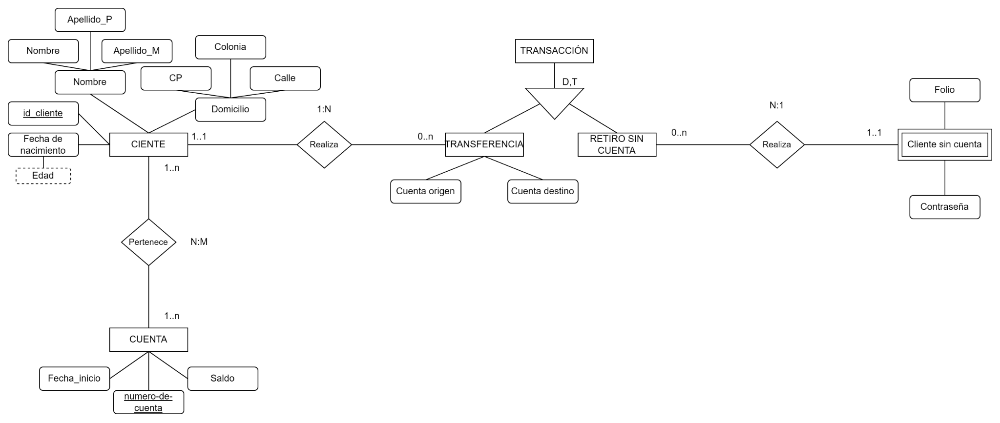 Apellido_P
Nombre
Apellido_M
Colonia
TRANSACCIÓN
Nombre
CP
Calle
D,T
Folio
id_cliente
Domicilio
1:N
N:1
Fecha de
nacimiento
CIENTE
1..1
Realiza
0..n
TRANSFERENCIA
RETIRO SIN
CUENTA
0..n
Realiza
1..1
Cliente sin cuenta
Edad
1..n
Cuenta origen
Cuenta destino
Contraseña
Pertenece
N:M
1..n
CUENTA
Fecha_inicio
Saldo
numero-de-
cuenta